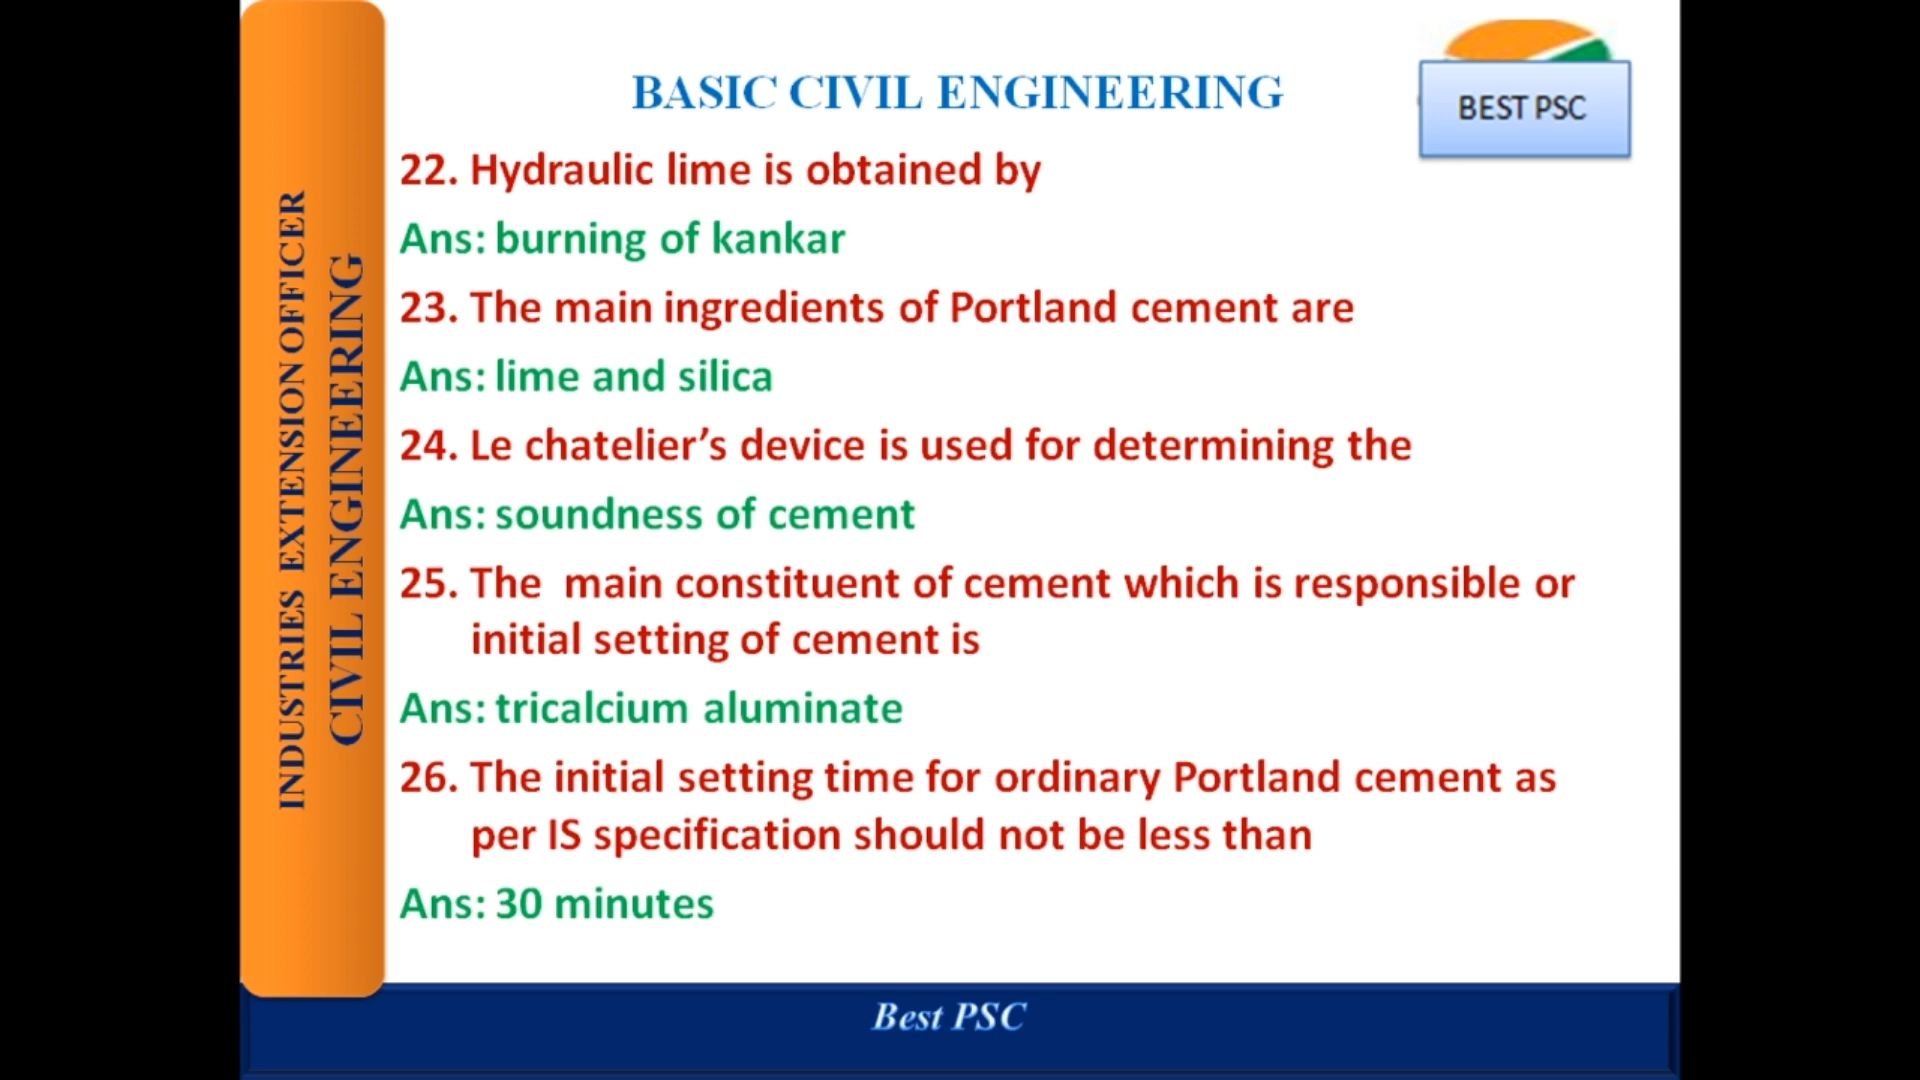 BASIC CIVIL ENGINEERING
BEST PSC
INDUSTRIES EXTENSION OFFICER
CIVIL ENGINEERING
22. Hydraulic lime is obtained by
Ans: burning of kankar
23. The main ingredients of Portland cement are
Ans: lime and silica
24. Le chatelier’s device is used for determining the
Ans: soundness of cement
25. The main constituent of cement which is responsible or
initial setting of cement is
Ans: tricalcium aluminate
26. The initial setting time for ordinary Portland cement as
per IS specification should not be less than
Ans: 30 minutes
Best PSC